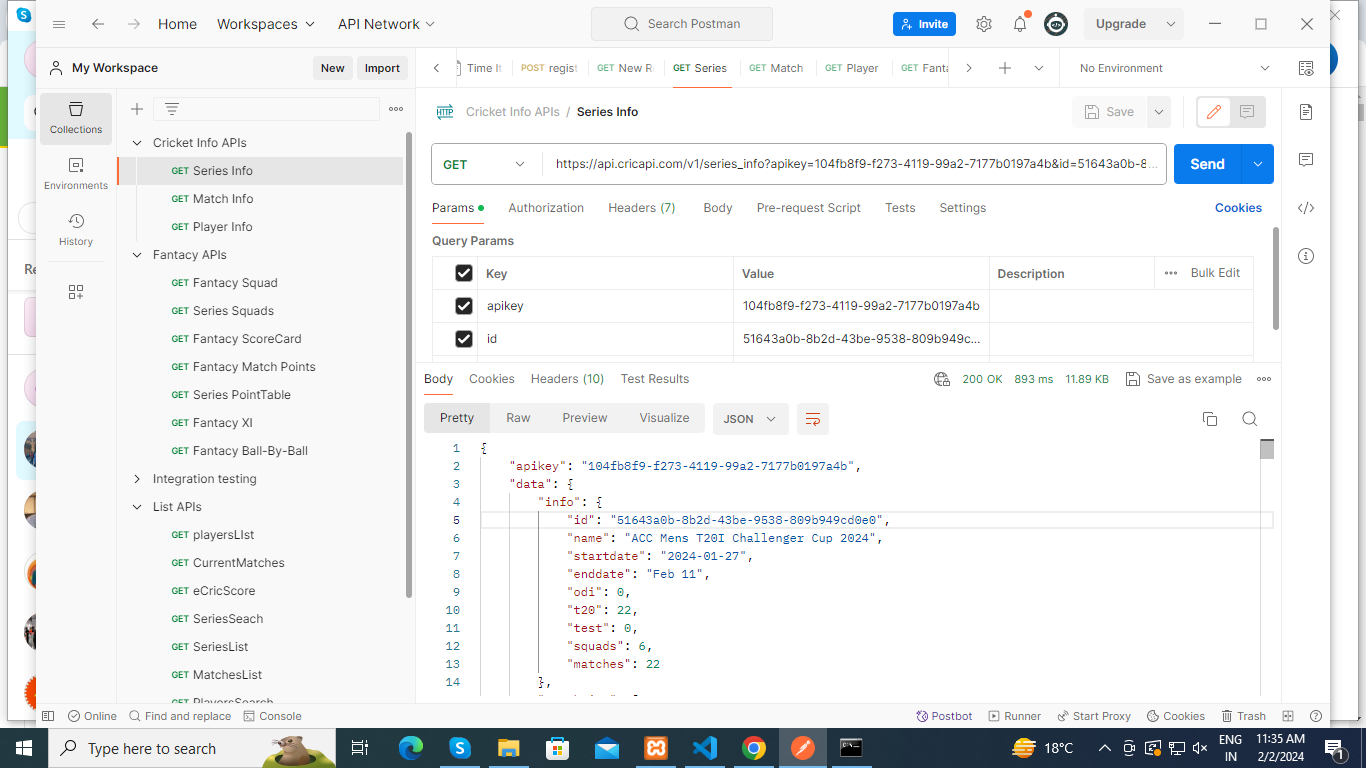 Home
Workspaces
API Network
Search Postman
Invite
Upgrade
My Workspace
New
Import
Time I
POST regist
GET New R
GET Series
GET Match
GET Player
GET Fanta
No Environment
Collections
Environments
History
Cricket Info APIs
GET Series Info
GET Match Info
GET Player Info
Fantacy APIs
GET Fantacy Squad
GET Series Squads
GET Fantacy ScoreCard
GET Fantacy Match Points
GET Series PointTable
GET Fantacy XI
GET Fantacy Ball-By-Ball
Integration testing
List APIs
GET playersLIst
GET CurrentMatches
GET eCricScore
GET SeriesSeach
GET SeriesList
GET MatchesList
GET PlayersSearch
HTTP Cricket Info APIs / Series Info
Save
GET
https://api.cricapi.com/v1/series_info?apikey=104fb8f9-f273-4119-99a2-7177b0197a4b&id=51643a0b-8...
Send
Params
Authorization
Headers (7)
Body
Pre-request Script
Tests
Settings
Cookies
Query Params
Key
Value
Description
Bulk Edit
apikey
104fb8f9-f273-4119-99a2-7177b0197a4b
id
51643a0b-8b2d-43be-9538-809b949c...
Body
Cookies
Headers (10)
Test Results
200 OK
893 ms
11.89 KB
Save as example
Pretty
Raw
Preview
Visualize
JSON
1 {
2 "apikey": "104fb8f9-f273-4119-99a2-7177b0197a4b",
3 "data": {
4 "info": {
5 "id": "51643a0b-8b2d-43be-9538-809b949cd0e0",
6 "name": "ACC Mens T20I Challenger Cup 2024",
7 "startdate": "2024-01-27",
8 "enddate": "Feb 11",
9 "odi": 0,
10 "t20": 22,
11 "test": 0,
12 "squads": 6,
13 "matches": 22
14 },
Online
Find and replace
Console
Postbot
Runner
Start Proxy
Cookies
Trash
Type here to search
18°C
ENG
IN
11:35 AM
2/2/2024
1